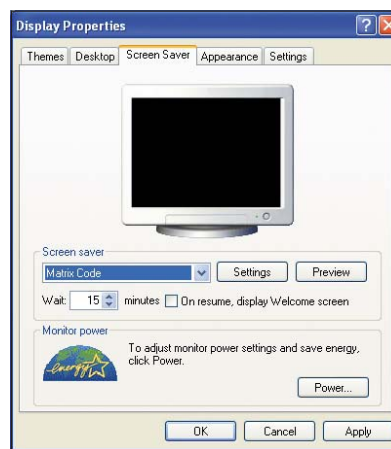 Display Properties
Themes Desktop Screen Saver Appearance Settings
Screen saver
Matrix Code Settings Preview
Wait: 15 minutes On resume, display Welcome screen
Monitor power
To adjust monitor power settings and save energy,
click Power.
energy
Power...
OK Cancel Apply